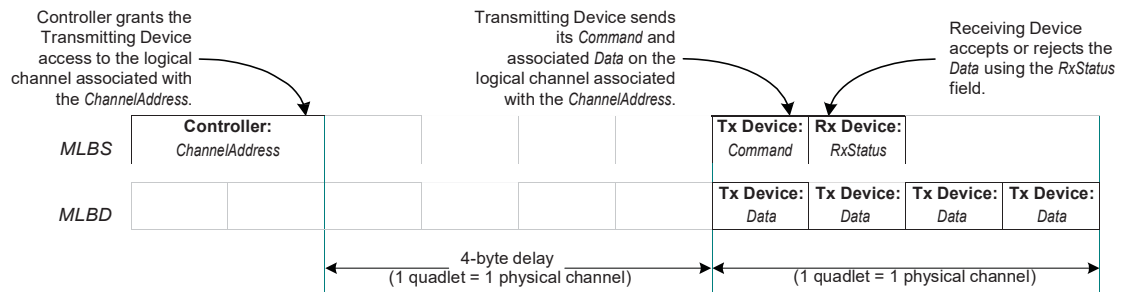 Controller grants the
Transmitting Device
access to the logical
channel associated with
the ChannelAddress.
Transmitting Device sends
its Command and
associated Data on the
logical channel associated
with the ChannelAddress.
Receiving Device
accepts or rejects the
Data using the RxStatus
field.
MLBS
Controller:
ChannelAddress
Tx Device:
Command
Rx Device:
RxStatus
MLBD
Tx Device:
Data
Tx Device:
Data
Tx Device:
Data
Tx Device:
Data
4-byte delay
(1 quadlet = 1 physical channel)
(1 quadlet = 1 physical channel)